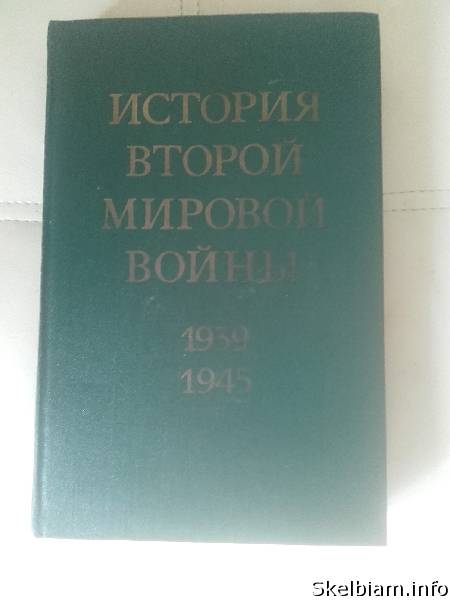 ИСТОРИЯ
ВТОРОЙ
МИРОВОЙ
ВОЙНЫ
1939
1945
Skelbiam.info